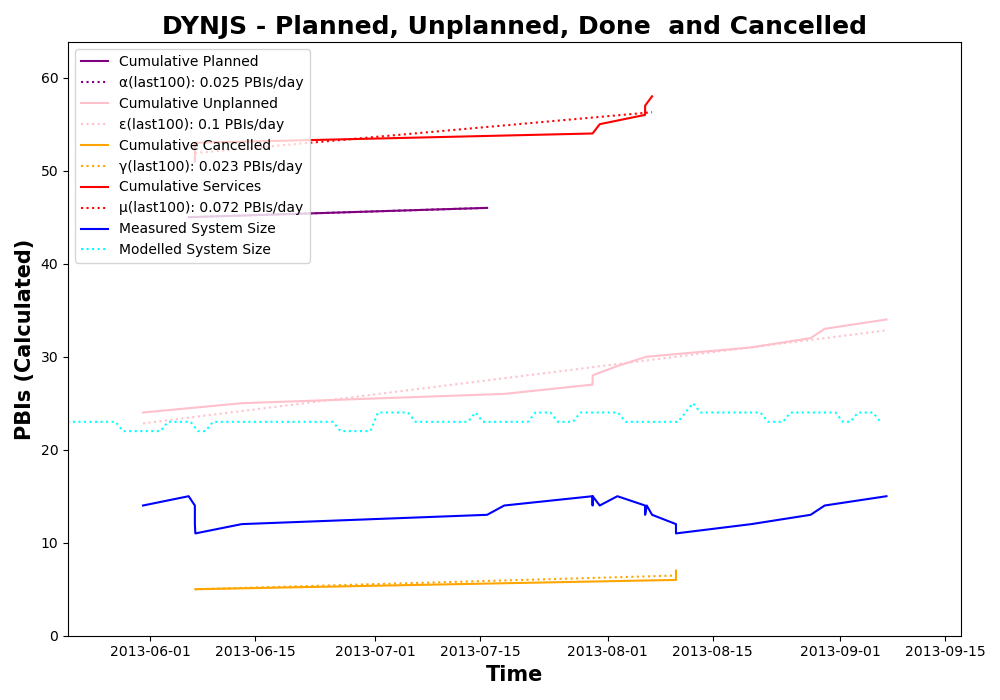 DYNJS - Planned, Unplanned, Done  and Cancelled
PBIs (Calculated)
60
50
40
30
20
10
0
Cumulative Planned
α(last100): 0.025 PBIs/day
Cumulative Unplanned
ε(last100): 0.1 PBIs/day
Cumulative Cancelled
γ(last100): 0.023 PBIs/day
Cumulative Services
μ(last100): 0.072 PBIs/day
Measured System Size
Modelled System Size
2013-06-01 2013-06-15 2013-07-01 2013-07-15 2013-08-01 2013-08-15 2013-09-01 2013-09-15
Time